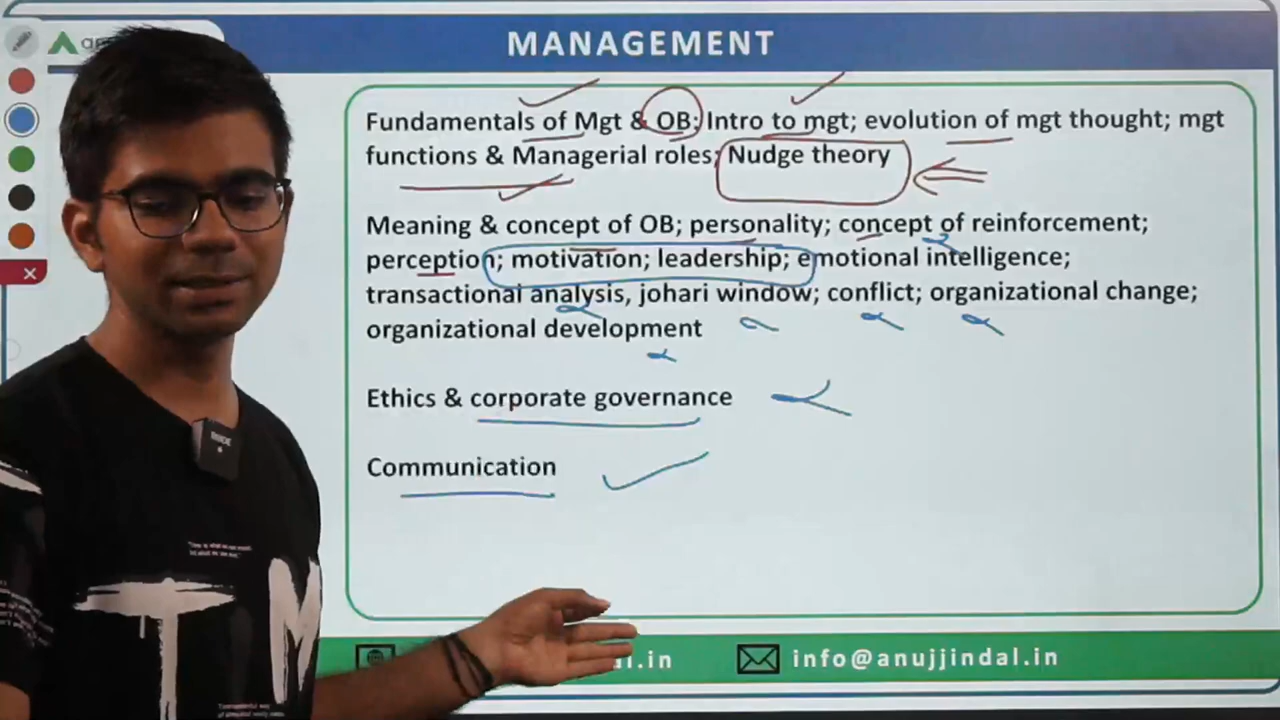 MANAGEMENT
Fundamentals of Mgt & OB; Intro to mgt; evolution of mgt thought; mgt
functions & Managerial roles; Nudge theory
Meaning & concept of OB; personality; concept of reinforcement;
perception; motivation; leadership; emotional intelligence;
transactional analysis, johari window; conflict; organizational change;
organizational development
Ethics & corporate governance
Communication
info@anujjindal.in